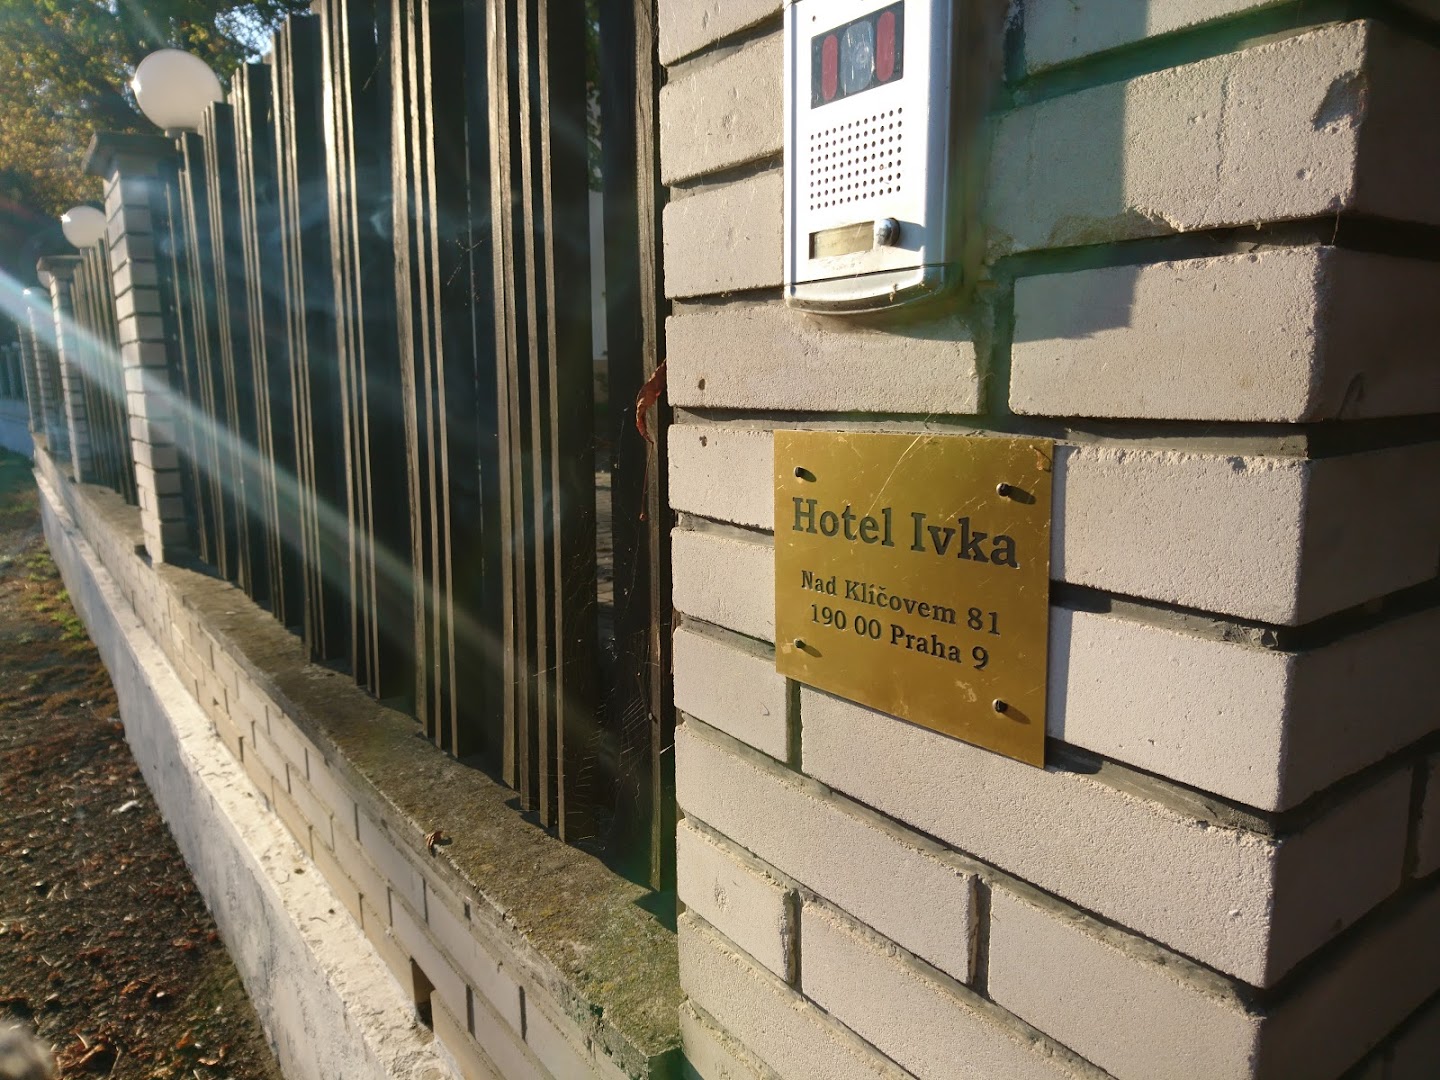 Hotel Ivka
Nad Klíčovem 81
190 00 Praha 9